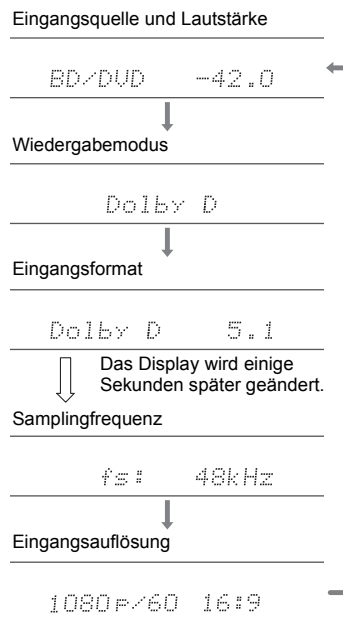 Eingangsquelle und Lautstärke
BD/DVD -42.0
Wiedergabemodus
Dolby D
Eingangsformat
Dolby D 5.1
Das Display wird einige
Sekunden später geändert.
Samplingfrequenz
fs: 48kHz
Eingangsauflösung
1080p/60 16:9